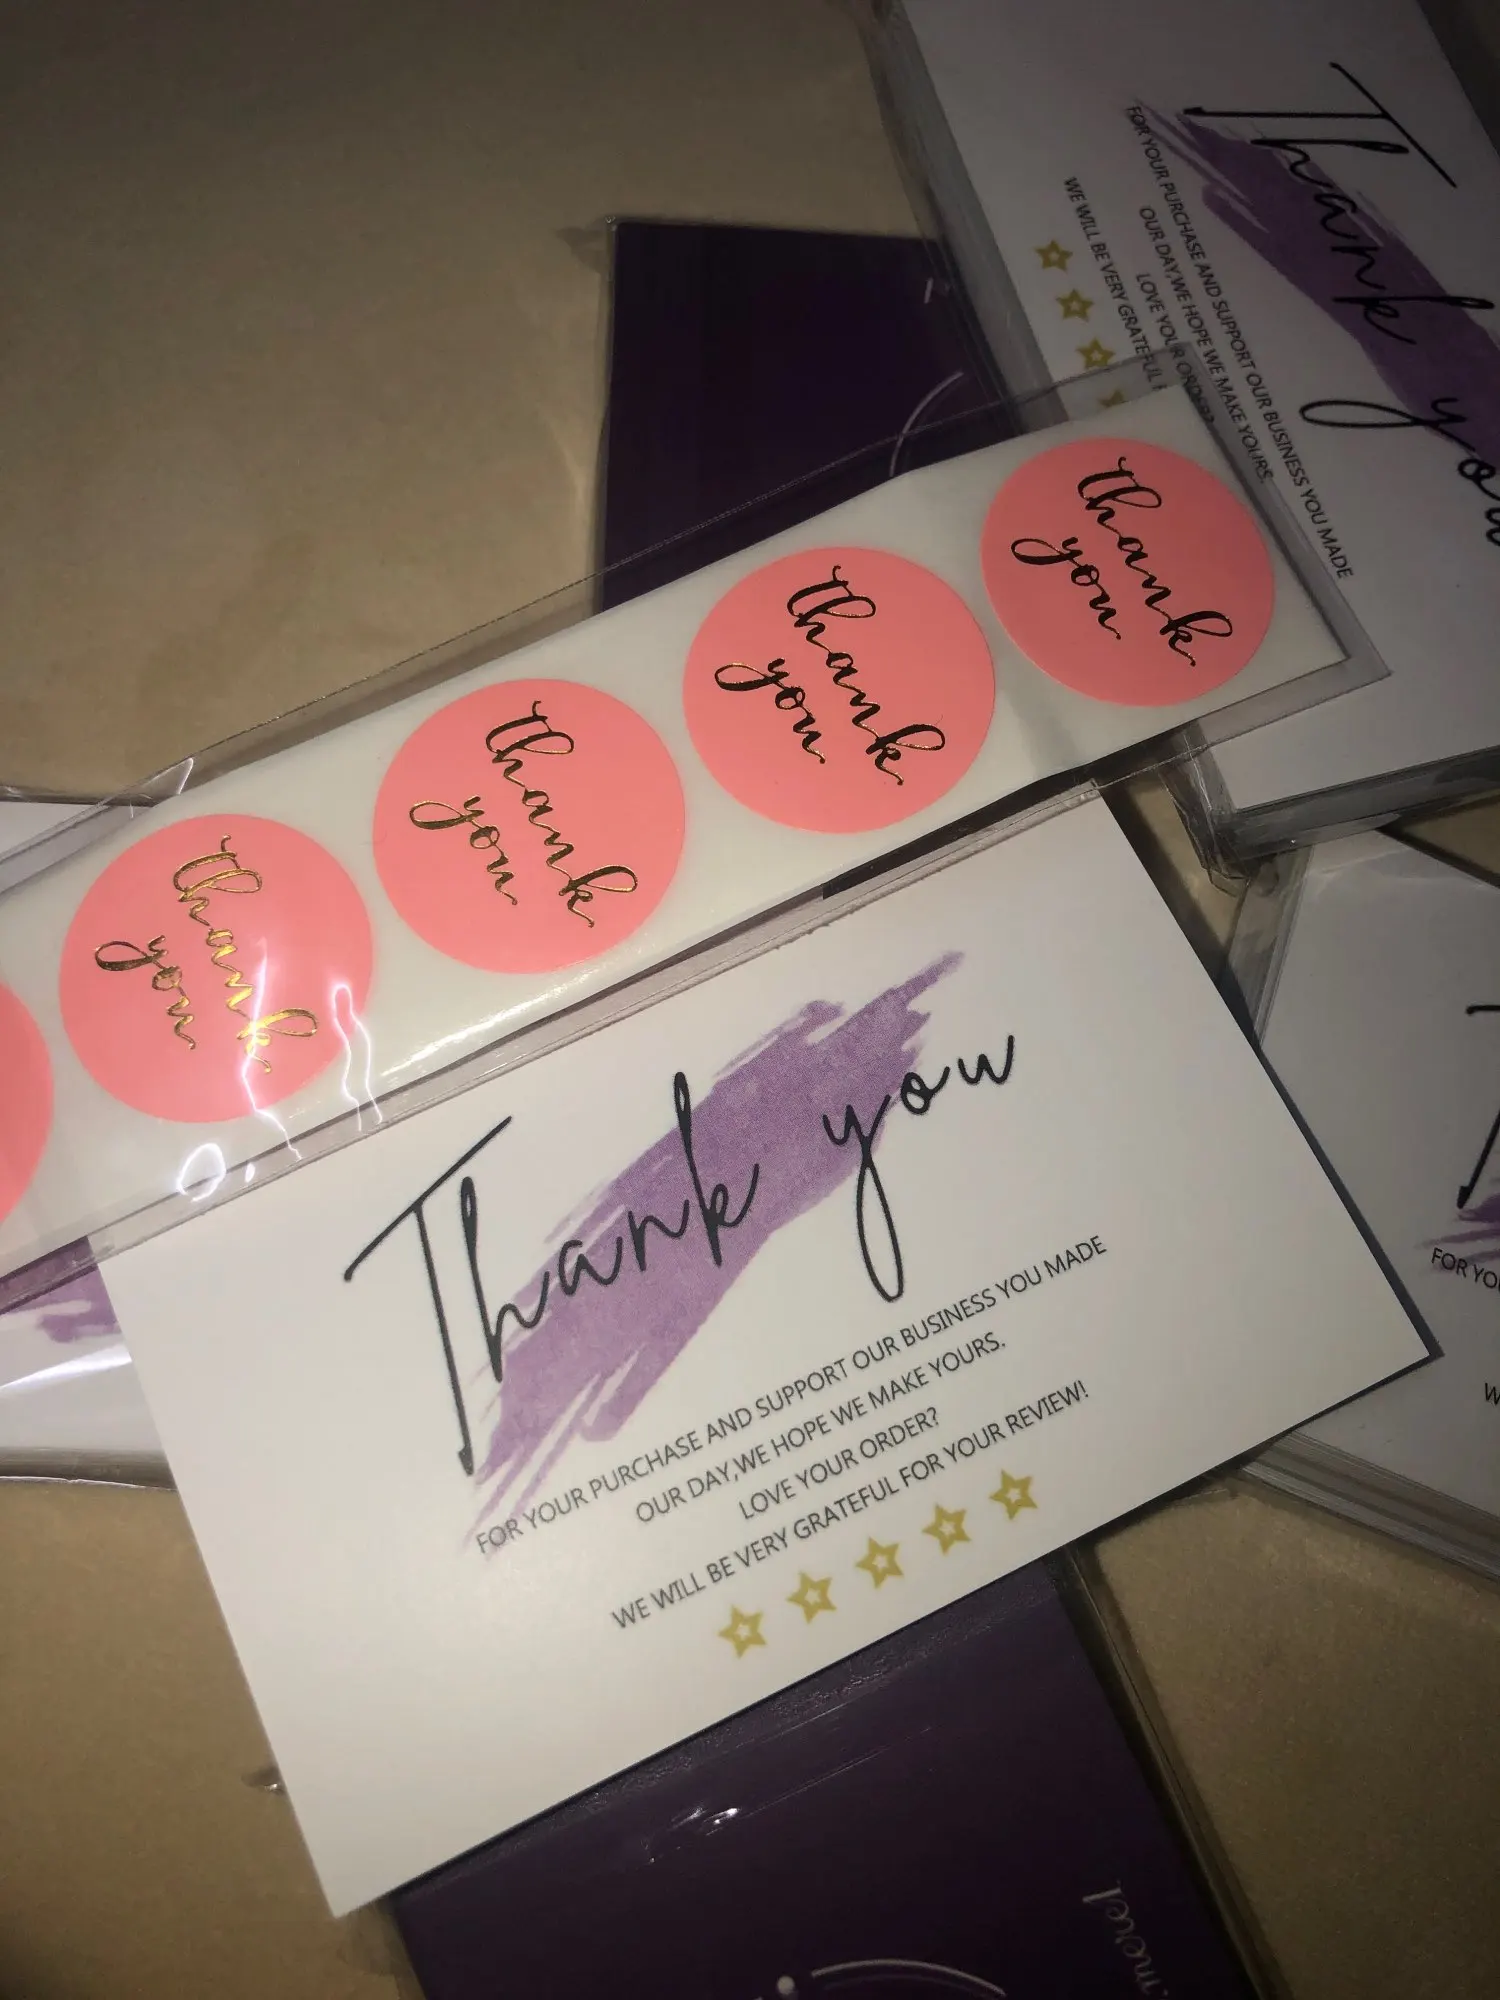 Thank you
FOR YOUR PURCHASE AND SUPPORT OUR BUSINESS YOU MADE
OUR DAY,WE HOPE WE MAKE YOURS.
LOVE YOUR ORDER?
WE WILL BE VERY GRATEFUL
thank
you
thank
you
thank
you
thank
you
Thank you
FOR YOUR PURCHASE AND SUPPORT OUR BUSINESS YOU MADE
OUR DAY,WE HOPE WE MAKE YOURS.
LOVE YOUR ORDER?
WE WILL BE VERY GRATEFUL FOR YOUR REVIEW!
FOR YOU